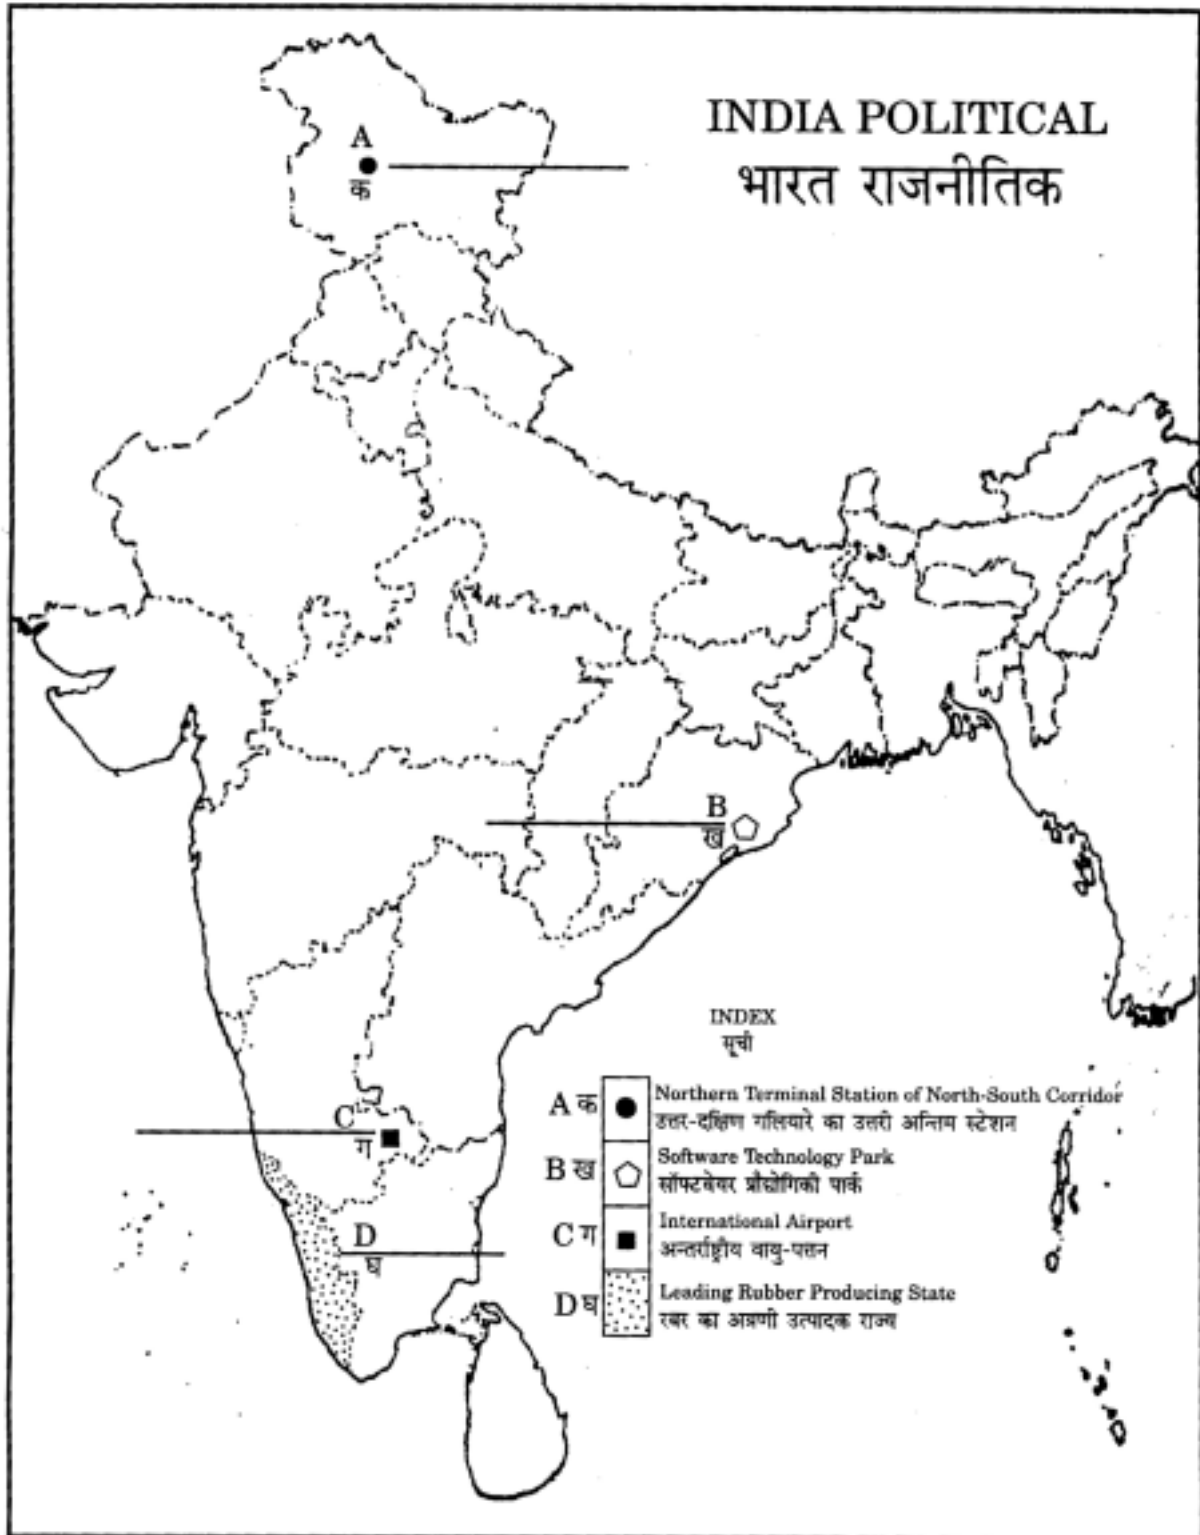 INDIA POLITICAL
भारत राजनीतिक
A
क
B
ख
INDEX
सूची
A क Northern Terminal Station of North-South Corridor
उत्तर-दक्षिण गलियारे का उत्तरी अन्तिम स्टेशन
B ख Software Technology Park
सॉफ्टवेयर प्रौद्योगिकी पार्क
C ग International Airport
अन्तर्राष्ट्रीय वायु-पत्तन
D घ Leading Rubber Producing State
रबर का अग्रणी उत्पादक राज्य
C
ग
D
घ